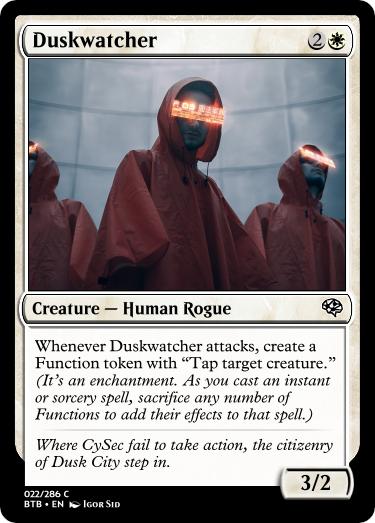 Duskwatcher 2
Creature — Human Rogue
Whenever Duskwatcher attacks, create a
Function token with “Tap target creature.”
(It’s an enchantment. As you cast an instant
or sorcery spell, sacrifice any number of
Functions to add their effects to that spell.)
Where CySec fail to take action, the citizenry
of Dusk City step in.
3/2
022/286 C
BTB • EN Igor Sid